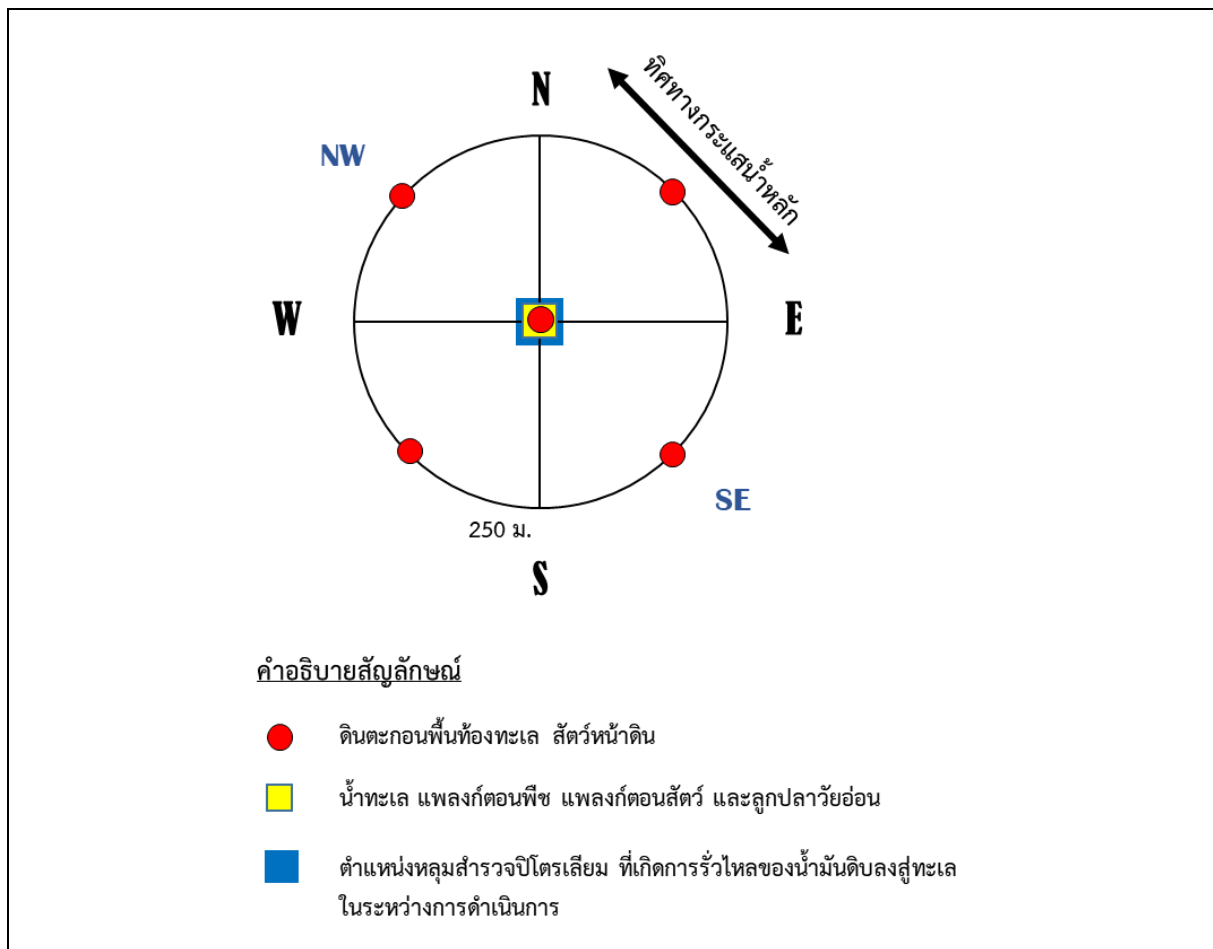 N
ทิศทางกระแสน้ำหลัก
NW
W
E
SE
250 ม.
S
คำอธิบายสัญลักษณ์
ดินตะกอนพื้นท้องทะเล สัตว์หน้าดิน
น้ำทะเล แพลงก์ตอนพืช แพลงก์ตอนสัตว์ และลูกปลาวัยอ่อน
ตำแหน่งหลุมสำรวจปิโตรเลียม ที่เกิดการรั่วไหลของน้ำมันดิบลงสู่ทะเล
ในระหว่างการดำเนินการ